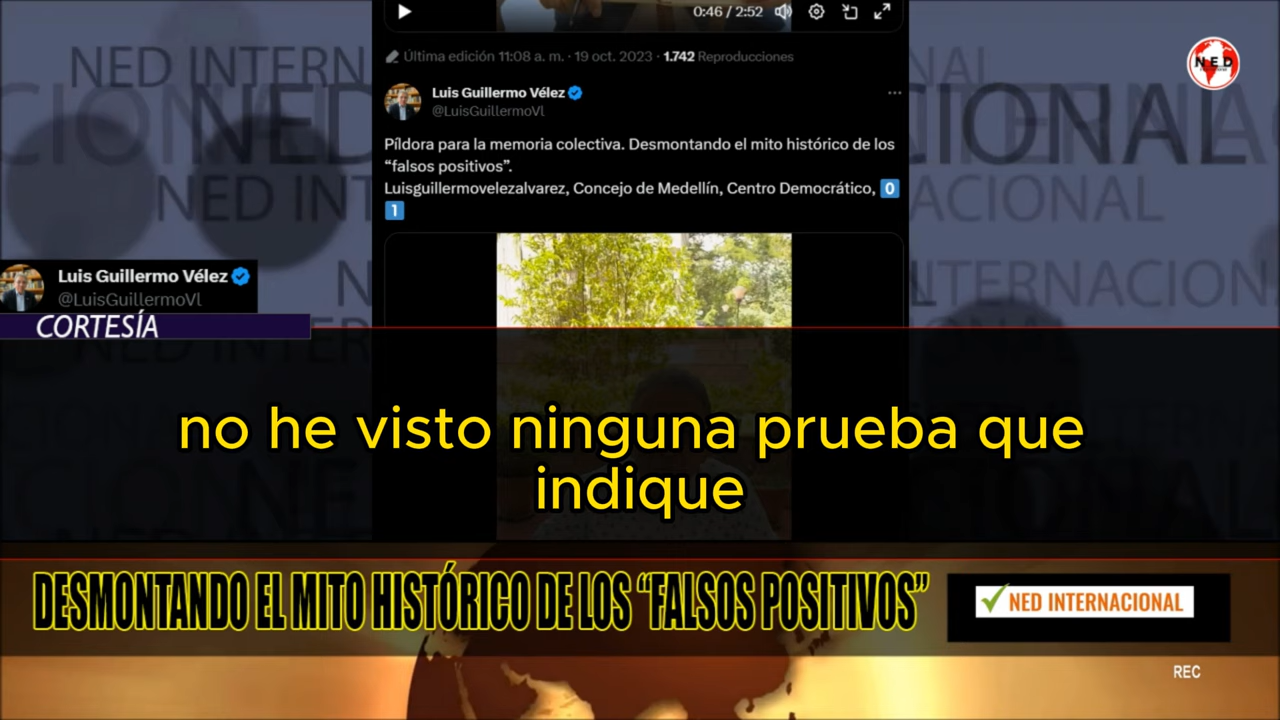 0:46 / 2:52
Última edición 11:08 a. m. · 19 oct. 2023 · 1.742 Reproducciones
NED
Luis Guillermo Vélez
@LuisGuillermoVl
Píldora para la memoria colectiva. Desmontando el mito histórico de los
“falsos positivos”.
Luisguillermovelezalvarez, Concejo de Medellín, Centro Democrático, 0
1
Luis Guillermo Vélez
@LuisGuillermoVl
CORTESÍA
no he visto ninguna prueba que
indique
DESMONTANDO EL MITO HISTÓRICO DE LOS “FALSOS POSITIVOS”
NED INTERNACIONAL
REC